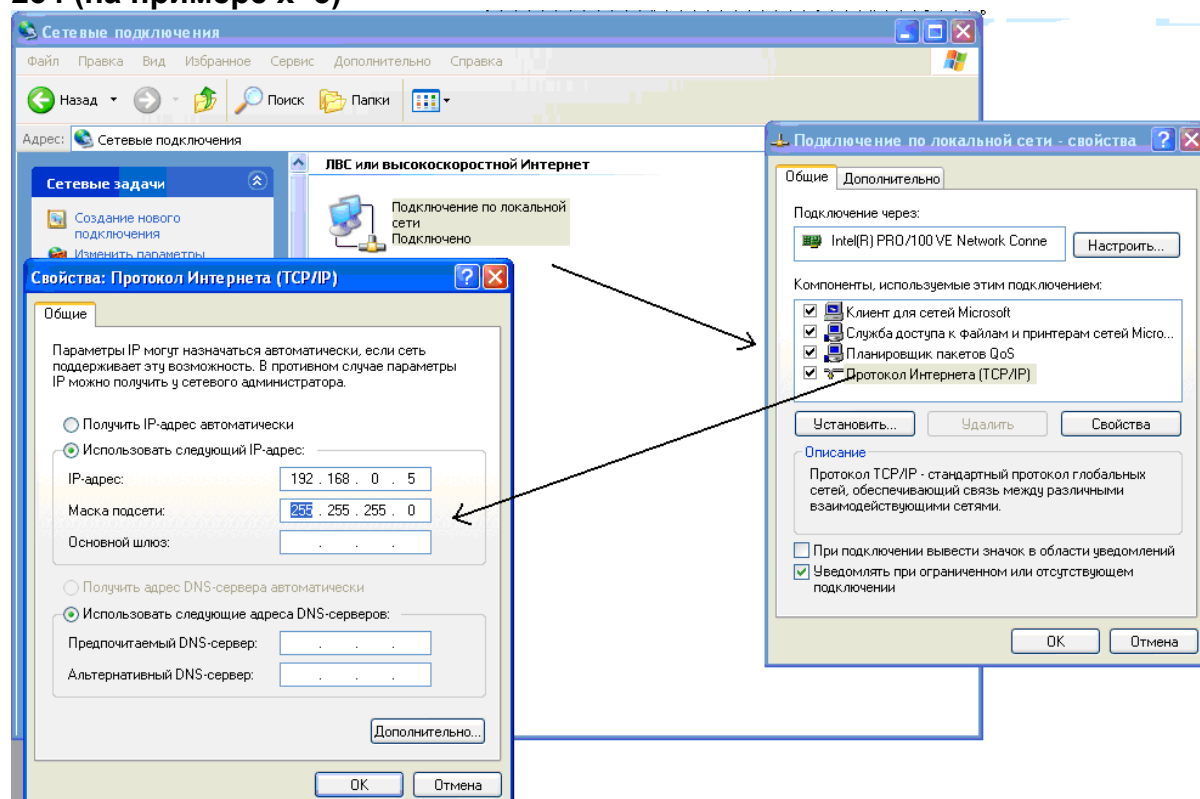 254 (на примере x=5)
Сетевые подключения
Файл Правка Вид Избранное Сервис Дополнительно Справка
Назад Поиск Папки
Адрес: Сетевые подключения
Сетевые задачи
Создание нового
подключения
Изменить параметры
ЛВС или высокоскоростной Интернет
Подключение по локальной
сети
Подключено
Подключение по локальной сети - свойства
Общие Дополнительно
Подключение через:
Intel(R) PRO/100 VE Network Conne Настроить...
Компоненты, используемые этим подключением:
Клиент для сетей Microsoft
Служба доступа к файлам и принтерам сетей Micro...
Планировщик пакетов QoS
Протокол Интернета (TCP/IP)
Установить... Удалить Свойства
Описание
Протокол TCP/IP - стандартный протокол глобальных
сетей, обеспечивающий связь между различными
взаимодействующими сетями.
При подключении вывести значок в области уведомлений
Уведомлять при ограниченном или отсутствующем
подключении
OK Отмена
Свойства: Протокол Интернета (TCP/IP)
Общие
Параметры IP могут назначаться автоматически, если сеть
поддерживает эту возможность. В противном случае параметры
IP можно получить у сетевого администратора.
Получить IP-адрес автоматически
Использовать следующий IP-адрес:
IP-адрес: 192 . 168 . 0 . 5
Маска подсети: 255 . 255 . 255 . 0
Основной шлюз:
Получить адрес DNS-сервера автоматически
Использовать следующие адреса DNS-серверов:
Предпочитаемый DNS-сервер:
Альтернативный DNS-сервер:
Дополнительно...
OK Отмена